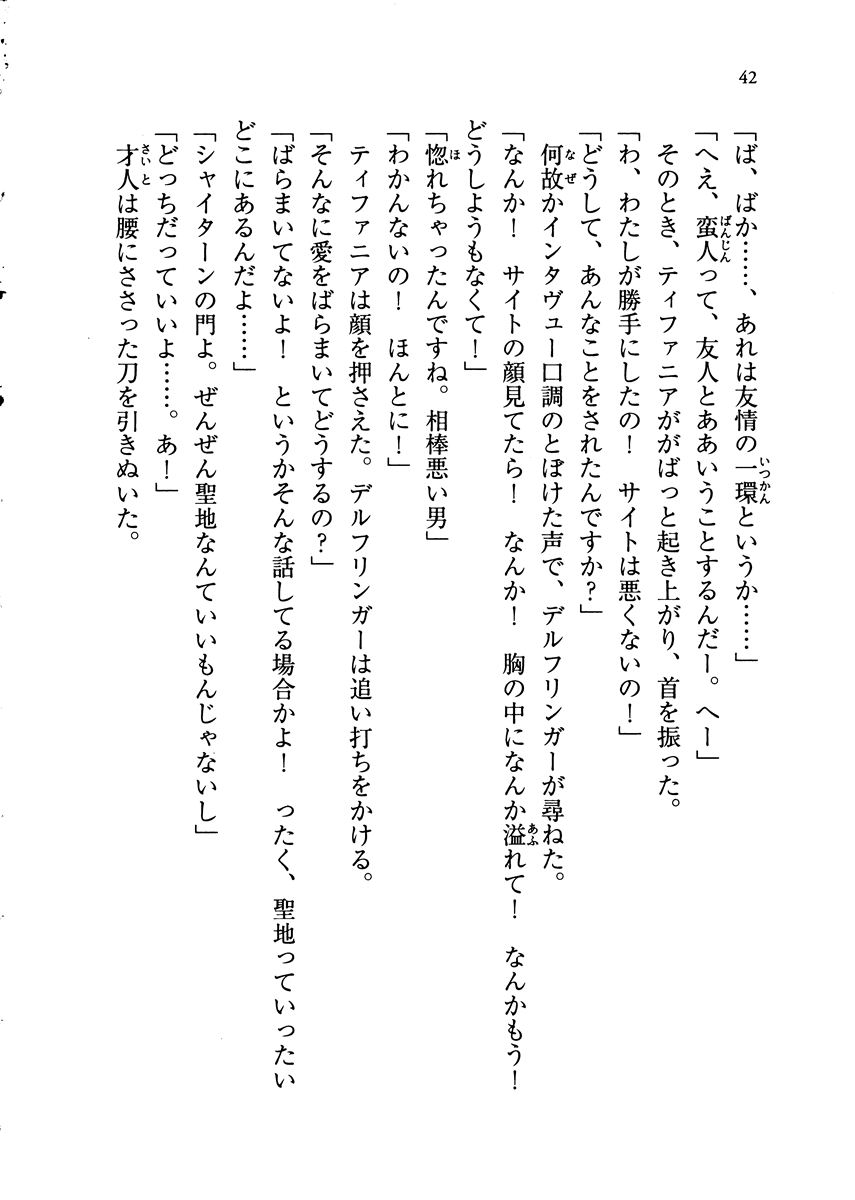 42
「ば、ばか……、あれは友情の一環というか……」
「へえ、蛮人って、友人とああいうことするんだー。へー」
　そのとき、ティファニアががばっと起き上がり、首を振った。
「わ、わたしが勝手にしたの！　サイトは悪くないの！」
「どうして、あんなことをされたんですか？」
　何故かインタヴュー口調のとぼけた声で、デルフリンガーが尋ねた。
「なんか！　サイトの顔見てたら！　なんか！　胸の中になんか溢れて！　なんかもう！
どうしようもなくて！」
「惚れちゃったんですね。相棒悪い男」
「わかんないの！　ほんとに！」
　ティファニアは顔を押さえた。デルフリンガーは追い打ちをかける。
「そんなに愛をばらまいてどうするの？」
「ばらまいてないよ！　というかそんな話してる場合かよ！　ったく、聖地っていったい
どこにあるんだよ……」
「シャイターンの門よ。ぜんぜん聖地なんていいもんじゃないし」
「どっちだっていいよ……。あ！」
　才人は腰にささった刀を引きぬいた。